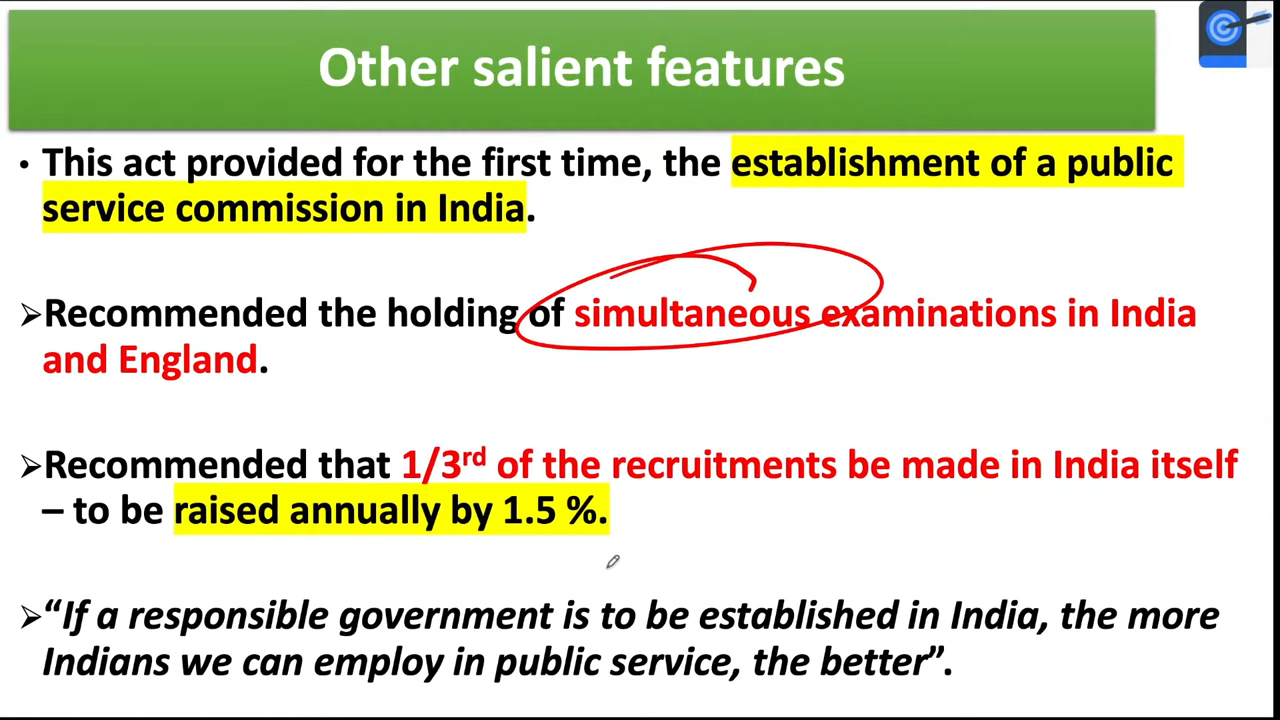 Other salient features
• This act provided for the first time, the establishment of a public
service commission in India.
➢Recommended the holding of simultaneous examinations in India
and England.
➢Recommended that 1/3rd of the recruitments be made in India itself
– to be raised annually by 1.5 %.
➢“If a responsible government is to be established in India, the more
Indians we can employ in public service, the better”.